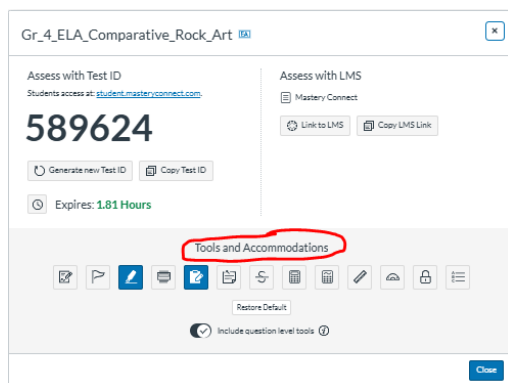 Gr_4_ELA_Comparative_Rock_Art EA
Assess with Test ID
Students access at: student.masteryconnect.com.
589624
Generate new Test ID
Copy Test ID
Expires: 1.81 Hours
Assess with LMS
Mastery Connect
Link to LMS
Copy LMS Link
Tools and Accommodations
Restore Default
Include question level tools
Close